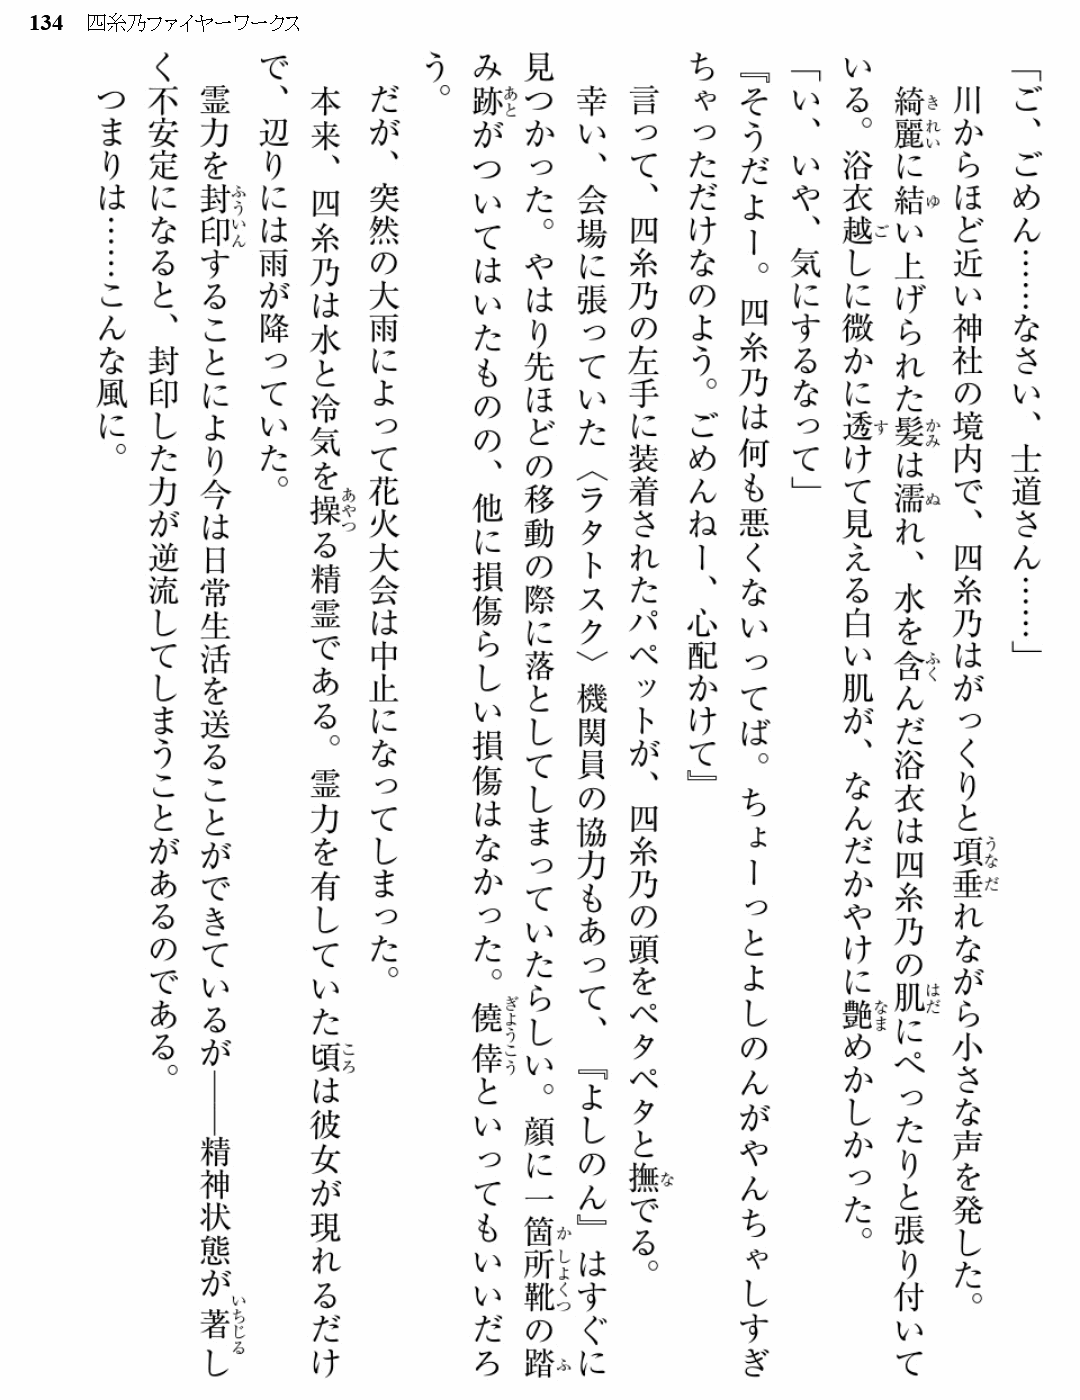 134 四糸乃ファイヤーワークス
「ご、ごめん……なさい、士道さん……」
川からほど近い神社の境内で、四糸乃はがっくりと項垂れながら小さな声を発した。
綺麗に結い上げられた髪は濡れ、水を含んだ浴衣は四糸乃の肌にぺったりと張り付いて
いる。浴衣越しに微かに透けて見える白い肌が、なんだかやけに艶めかしかった。
「い、いや、気にするなって」
『そうだよー。四糸乃は何も悪くないってば。ちょーっとよしのんがやんちゃしすぎ
ちゃっただけなのよう。ごめんねー、心配かけて』
言って、四糸乃の左手に装着されたパペットが、四糸乃の頭をペタペタと撫でる。
幸い、会場に張っていた〈ラタトスク〉機関員の協力もあって、『よしのん』はすぐに
見つかった。やはり先ほどの移動の際に落としてしまっていたらしい。顔に一箇所靴の踏
み跡がついてはいたものの、他に損傷らしい損傷はなかった。僥倖といってもいいだろ
う。
だが、突然の大雨によって花火大会は中止になってしまった。
本来、四糸乃は水と冷気を操る精霊である。霊力を有していた頃は彼女が現れるだけ
で、辺りには雨が降っていた。
霊力を封印することにより今は日常生活を送ることができているが――精神状態が著し
く不安定になると、封印した力が逆流してしまうことがあるのである。
つまりは……こんな風に。